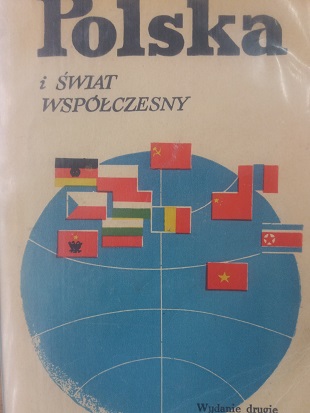 Polska
i ŚWIAT
WSPÓŁCZESNY
Wydanie drugie